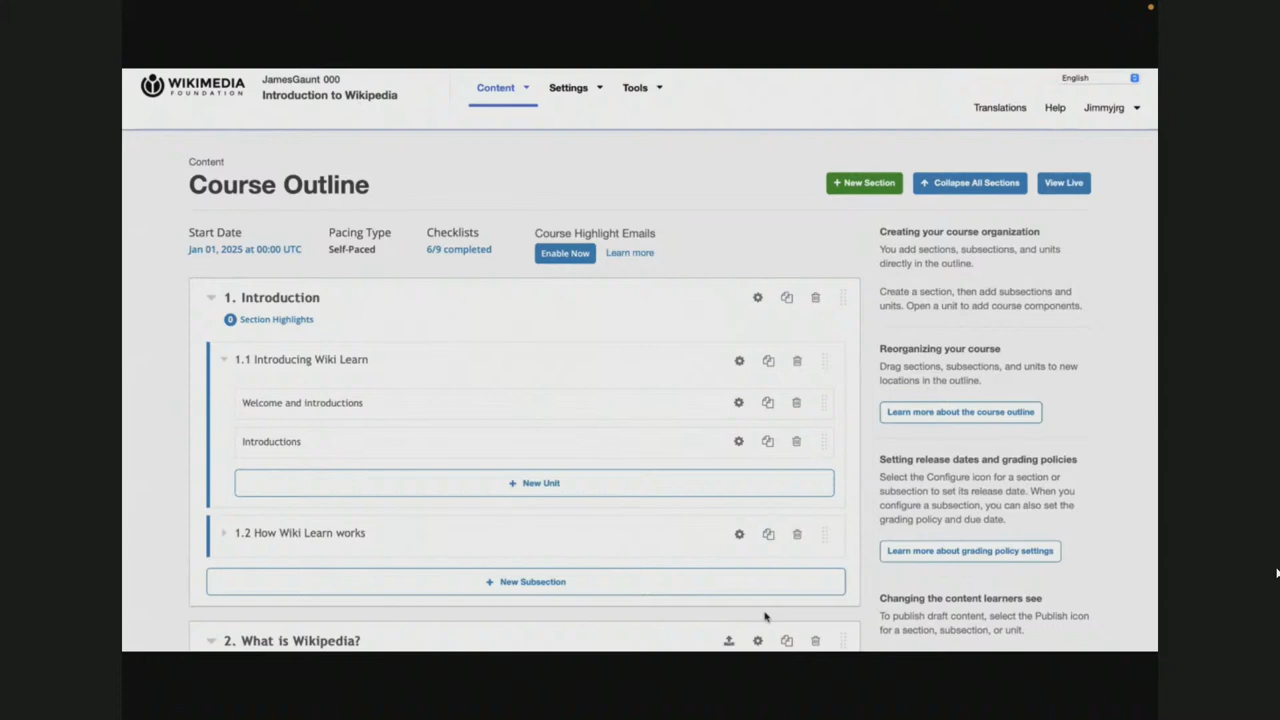 WIKIMEDIA
FOUNDATION
JamesGaunt 000
Introduction to Wikipedia
Content
Settings
Tools
English
Translations
Help
Jimmyjrg
Content
Course Outline
+ New Section
Collapse All Sections
View Live
Start Date
Jan 01, 2025 at 00:00 UTC
Pacing Type
Self-Paced
Checklists
6/9 completed
Course Highlight Emails
Enable Now
Learn more
1. Introduction
0 Section Highlights
1.1 Introducing Wiki Learn
Welcome and introductions
Introductions
+ New Unit
1.2 How Wiki Learn works
+ New Subsection
2. What is Wikipedia?
Creating your course organization
You add sections, subsections, and units
directly in the outline.
Create a section, then add subsections and
units. Open a unit to add course components.
Reorganizing your course
Drag sections, subsections, and units to new
locations in the outline.
Learn more about the course outline
Setting release dates and grading policies
Select the Configure icon for a section or
subsection to set its release date. When you
configure a subsection, you can also set the
grading policy and due date.
Learn more about grading policy settings
Changing the content learners see
To publish draft content, select the Publish icon
for a section, subsection, or unit.